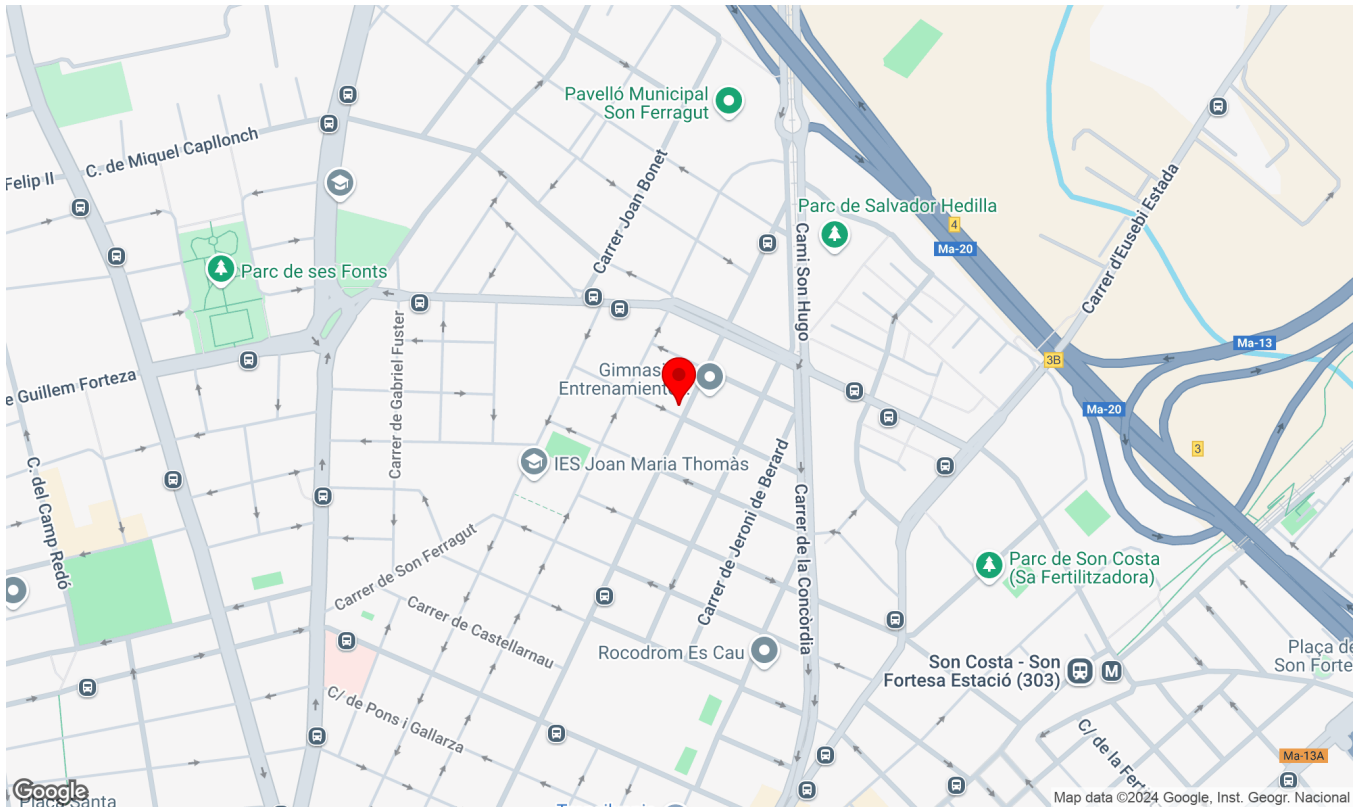 Pavelló Municipal
Son Ferragut
C. de Miquel Capllonch
Felip II
Carrer Joan Bonet
Parc de Salvador Hedilla
4
Ma-20
Camí Son Hugo
Carrer d'Eusebi Estada
Parc de ses Fonts
Carrer de Gabriel Fuster
Ma-13
3B
Gimnasi
Entrenamiento
e Guillem Forteza
Ma-20
3
C. del Camp Redó
IES Joan Maria Thomàs
Carrer de Jeroni de Berard
Carrer de la Concòrdia
Carrer de Son Ferragut
Parc de Son Costa
(Sa Fertilitzadora)
Carrer de Castellarnau
Rocodrom Es Cau
Son Costa - Son
Fortesa Estació (303)
M
Plaça de
Son Forte
C/ de Pons i Gallarza
C/ de la Fert
Ma-13A
Google
Map data ©2024 Google, Inst. Geogr. Nacional